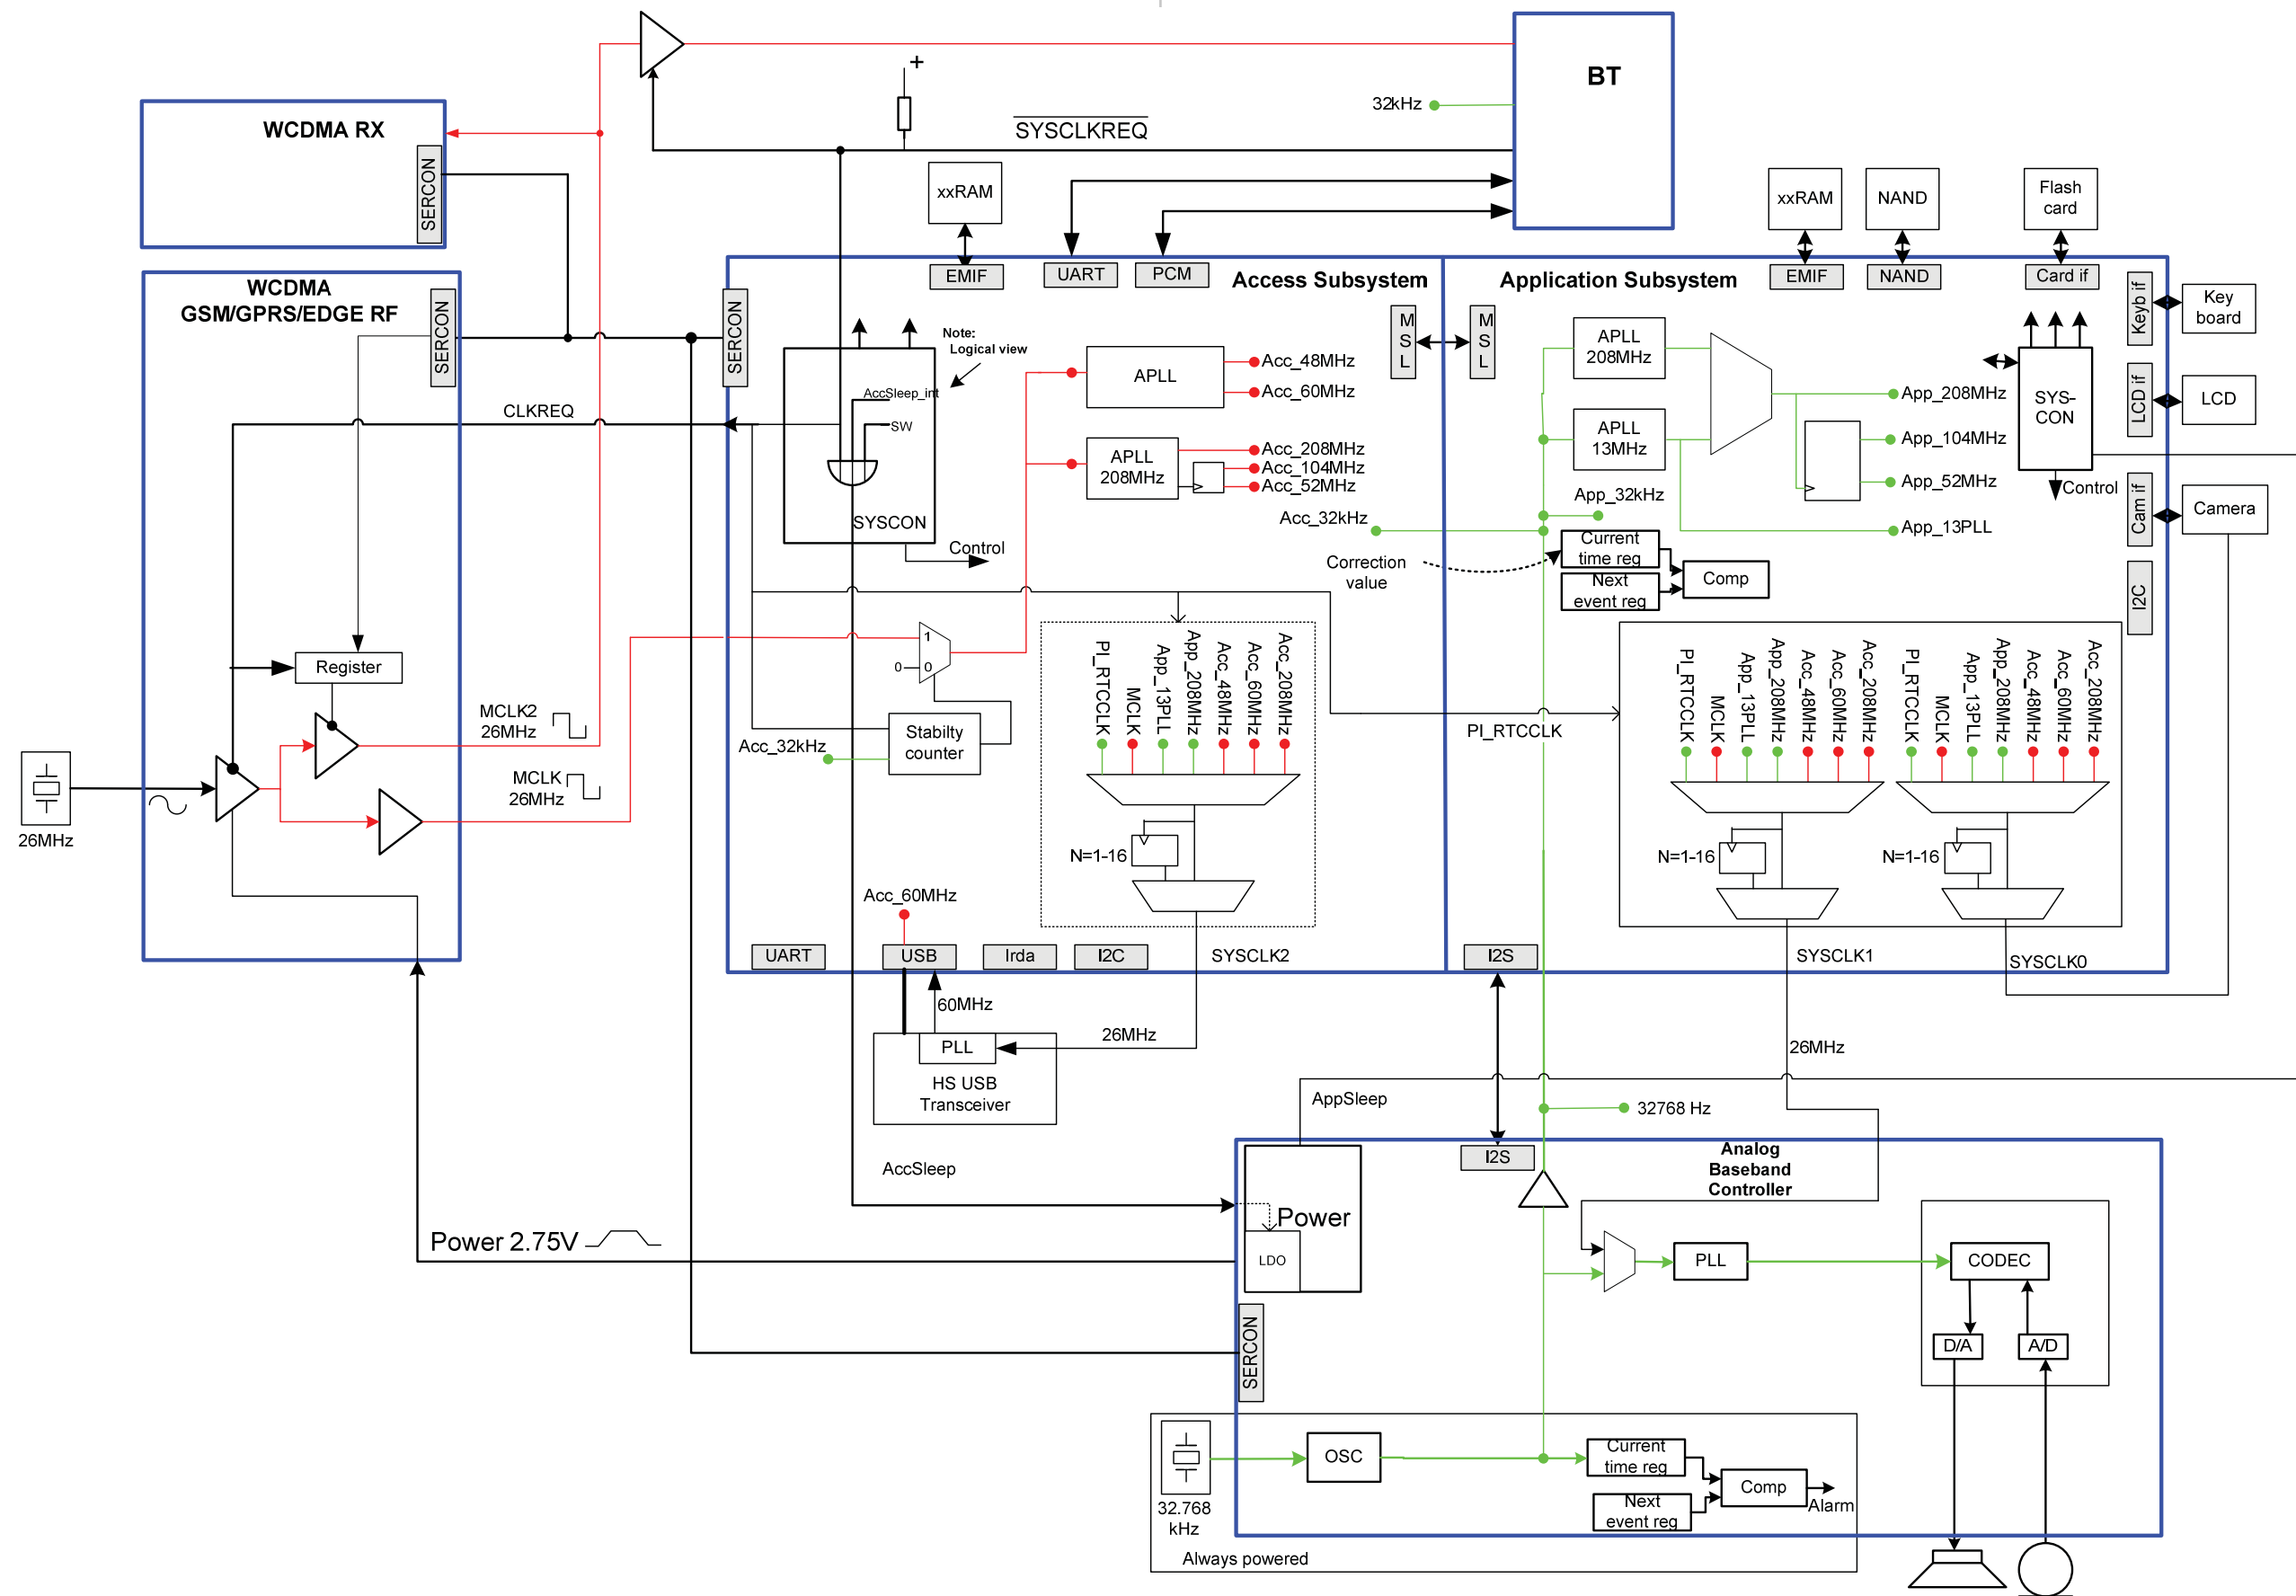 BT
32kHz
+
SYSCLKREQ
WCDMA RX
SERCON
xxRAM
EMIF
UART
PCM
xxRAM
EMIF
NAND
NAND
Flash
card
Card if
WCDMA
GSM/GPRS/EDGE RF
SERCON
SERCON
Access Subsystem
Application Subsystem
Keyb if
Key
board
Note:
Logical view
M
S
L
M
S
L
APLL
Acc_48MHz
Acc_60MHz
APLL
208MHz
AccSleep_int
SW
CLKREQ
SYSCON
Control
APLL
208MHz
Acc_208MHz
Acc_104MHz
Acc_52MHz
APLL
13MHz
App_208MHz
App_104MHz
App_52MHz
App_13PLL
App_32kHz
Acc_32kHz
SYS-
CON
Control
LCD if
LCD
Cam if
Camera
I2C
Correction
value
Current
time reg
Next
event reg
Comp
Register
MCLK2
26MHz
MCLK
26MHz
26MHz
1
0
0
Stabilty
counter
Acc_32kHz
PI_RTCCLK
MCLK
App_13PLL
App_208MHz
Acc_48MHz
Acc_60MHz
Acc_208MHz
N=1-16
PI_RTCCLK
PI_RTCCLK
MCLK
App_13PLL
App_208MHz
Acc_48MHz
Acc_60MHz
Acc_208MHz
N=1-16
PI_RTCCLK
MCLK
App_13PLL
App_208MHz
Acc_48MHz
Acc_60MHz
Acc_208MHz
N=1-16
Acc_60MHz
UART
USB
Irda
I2C
SYSCLK2
I2S
SYSCLK1
SYSCLK0
60MHz
PLL
26MHz
HS USB
Transceiver
26MHz
AppSleep
32768 Hz
AccSleep
I2S
Analog
Baseband
Controller
Power
LDO
Power 2.75V
PLL
CODEC
D/A
A/D
SERCON
32.768
kHz
OSC
Current
time reg
Next
event reg
Comp
Alarm
Always powered